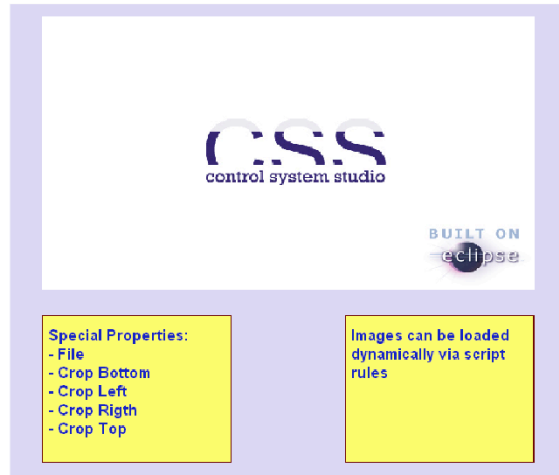 CSS
control system studio
BUILT ON
eclipse
Special Properties:
- File
- Crop Bottom
- Crop Left
- Crop Rigth
- Crop Top
Images can be loaded
dynamically via script
rules